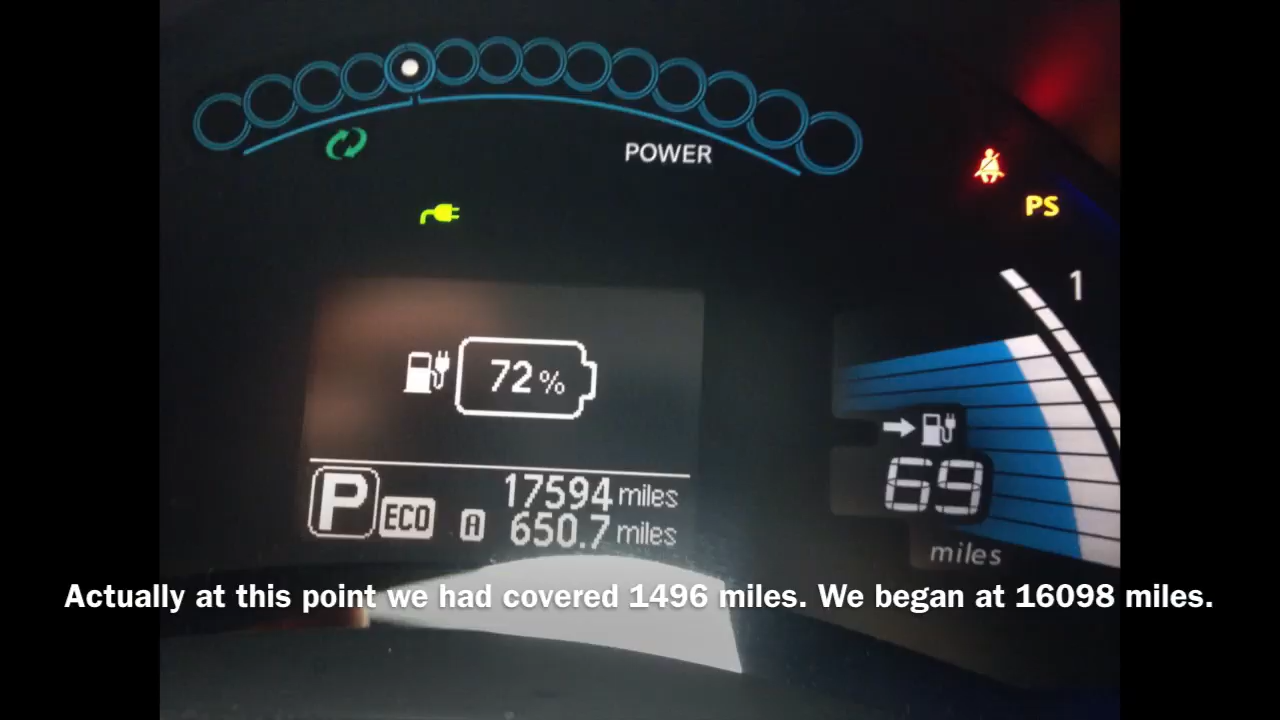 POWER
PS
1
72%
P ECO
17594 miles
A 650.7 miles
69
miles
Actually at this point we had covered 1496 miles. We began at 16098 miles.